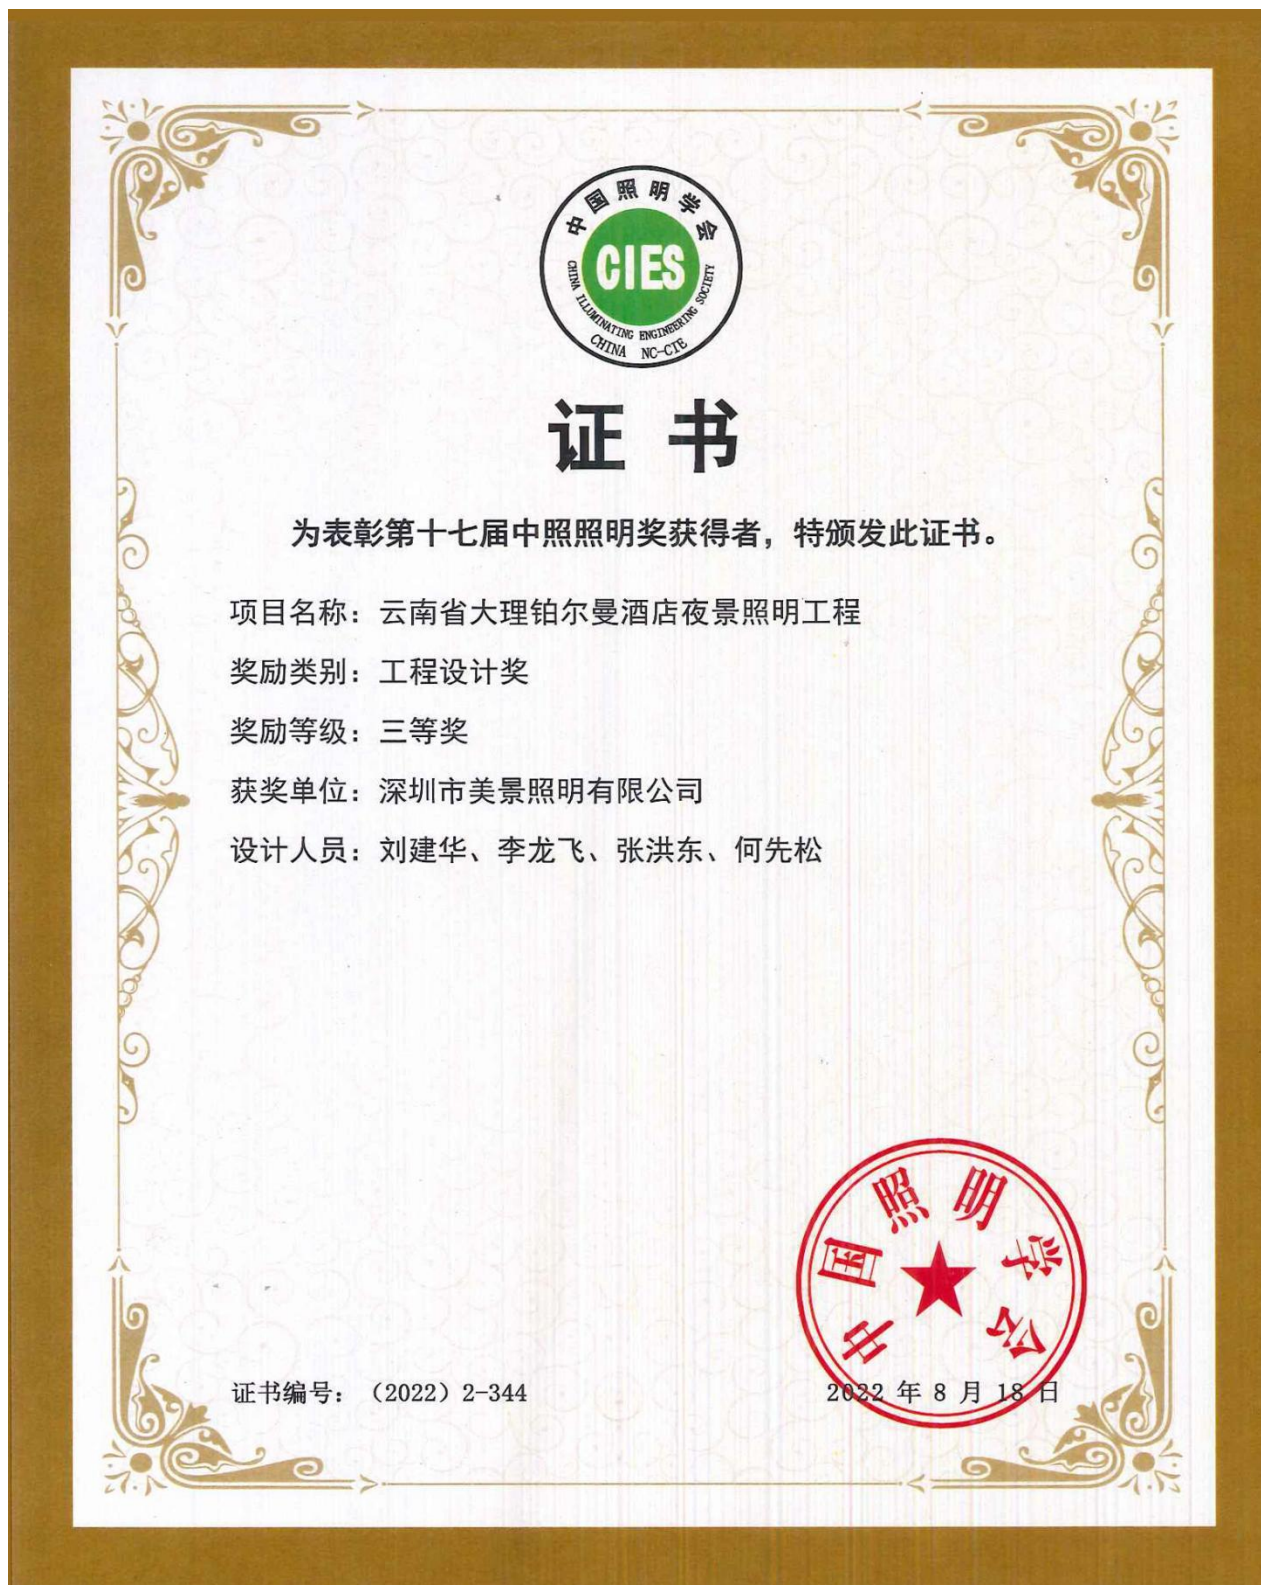 中国照明学会
CIES
CHINA ILLUMINATING ENGINEERING SOCIETY
CHINA NC-CIE
证书
为表彰第十七届中照照明奖获得者，特颁发此证书。
项目名称：云南省大理铂尔曼酒店夜景照明工程
奖励类别：工程设计奖
奖励等级：三等奖
获奖单位：深圳市美景照明有限公司
设计人员：刘建华、李龙飞、张洪东、何先松
中国照明学会
证书编号：（2022）2-344
2022 年 8 月 18 日